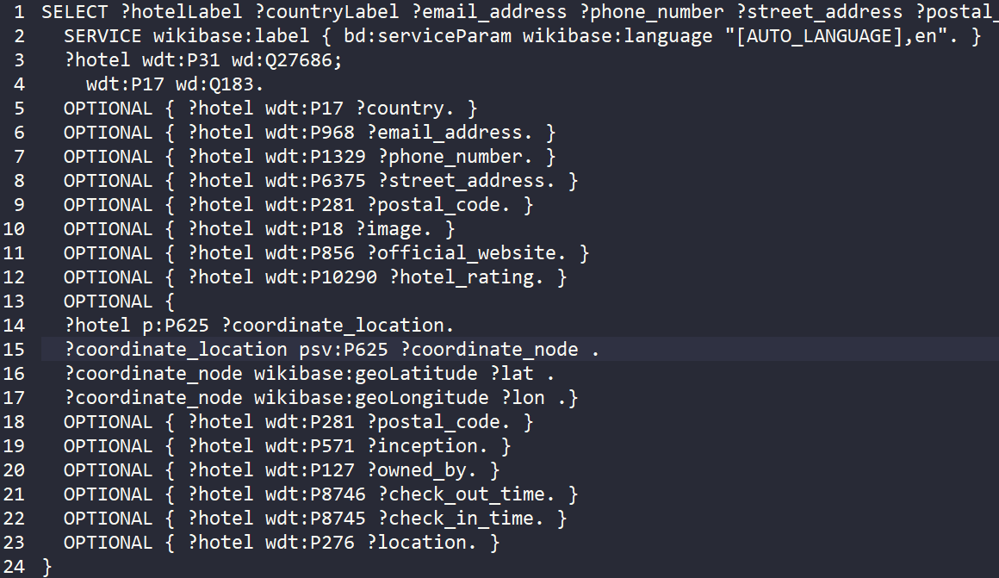 1 SELECT ?hotelLabel ?countryLabel ?email_address ?phone_number ?street_address ?postal_
2 SERVICE wikibase:label { bd:serviceParam wikibase:language "[AUTO_LANGUAGE],en". }
3 ?hotel wdt:P31 wd:Q27686;
4 wdt:P17 wd:Q183.
5 OPTIONAL { ?hotel wdt:P17 ?country. }
6 OPTIONAL { ?hotel wdt:P968 ?email_address. }
7 OPTIONAL { ?hotel wdt:P1329 ?phone_number. }
8 OPTIONAL { ?hotel wdt:P6375 ?street_address. }
9 OPTIONAL { ?hotel wdt:P281 ?postal_code. }
10 OPTIONAL { ?hotel wdt:P18 ?image. }
11 OPTIONAL { ?hotel wdt:P856 ?official_website. }
12 OPTIONAL { ?hotel wdt:P10290 ?hotel_rating. }
13 OPTIONAL {
14 ?hotel p:P625 ?coordinate_location.
15 ?coordinate_location psv:P625 ?coordinate_node .
16 ?coordinate_node wikibase:geoLatitude ?lat .
17 ?coordinate_node wikibase:geoLongitude ?lon .}
18 OPTIONAL { ?hotel wdt:P281 ?postal_code. }
19 OPTIONAL { ?hotel wdt:P571 ?inception. }
20 OPTIONAL { ?hotel wdt:P127 ?owned_by. }
21 OPTIONAL { ?hotel wdt:P8746 ?check_out_time. }
22 OPTIONAL { ?hotel wdt:P8745 ?check_in_time. }
23 OPTIONAL { ?hotel wdt:P276 ?location. }
24 }